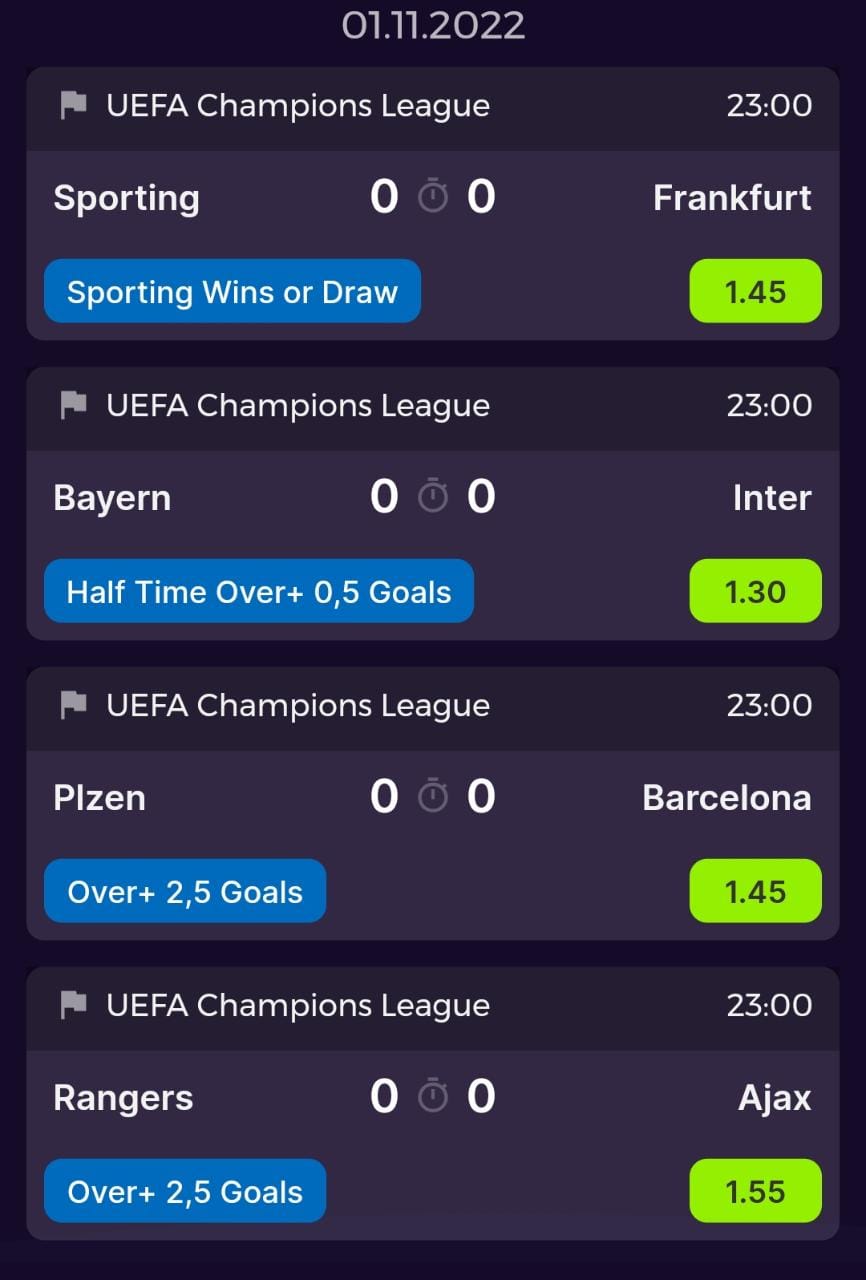 01.11.2022
UEFA Champions League 23:00
Sporting 0 0 Frankfurt
Sporting Wins or Draw 1.45
UEFA Champions League 23:00
Bayern 0 0 Inter
Half Time Over+ 0,5 Goals 1.30
UEFA Champions League 23:00
Plzen 0 0 Barcelona
Over+ 2,5 Goals 1.45
UEFA Champions League 23:00
Rangers 0 0 Ajax
Over+ 2,5 Goals 1.55